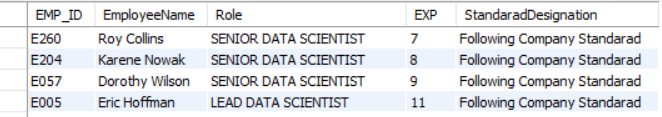 EMP_ID EmployeeName Role EXP StandaradDesignation
E260 Roy Collins SENIOR DATA SCIENTIST 7 Following Company Standarad
E204 Karene Nowak SENIOR DATA SCIENTIST 8 Following Company Standarad
E057 Dorothy Wilson SENIOR DATA SCIENTIST 9 Following Company Standarad
E005 Eric Hoffman LEAD DATA SCIENTIST 11 Following Company Standarad